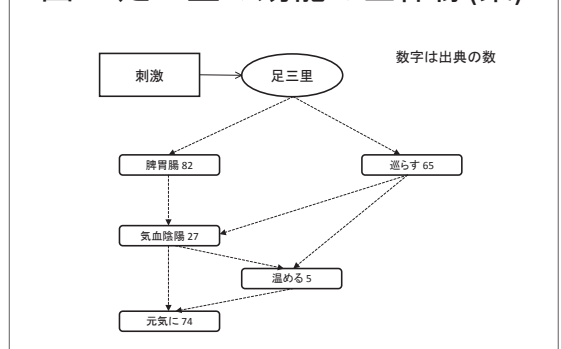 数字は出典の数
刺激
足三里
脾胃腸 82
巡らす 65
気血陰陽 27
温める 5
元気に 74